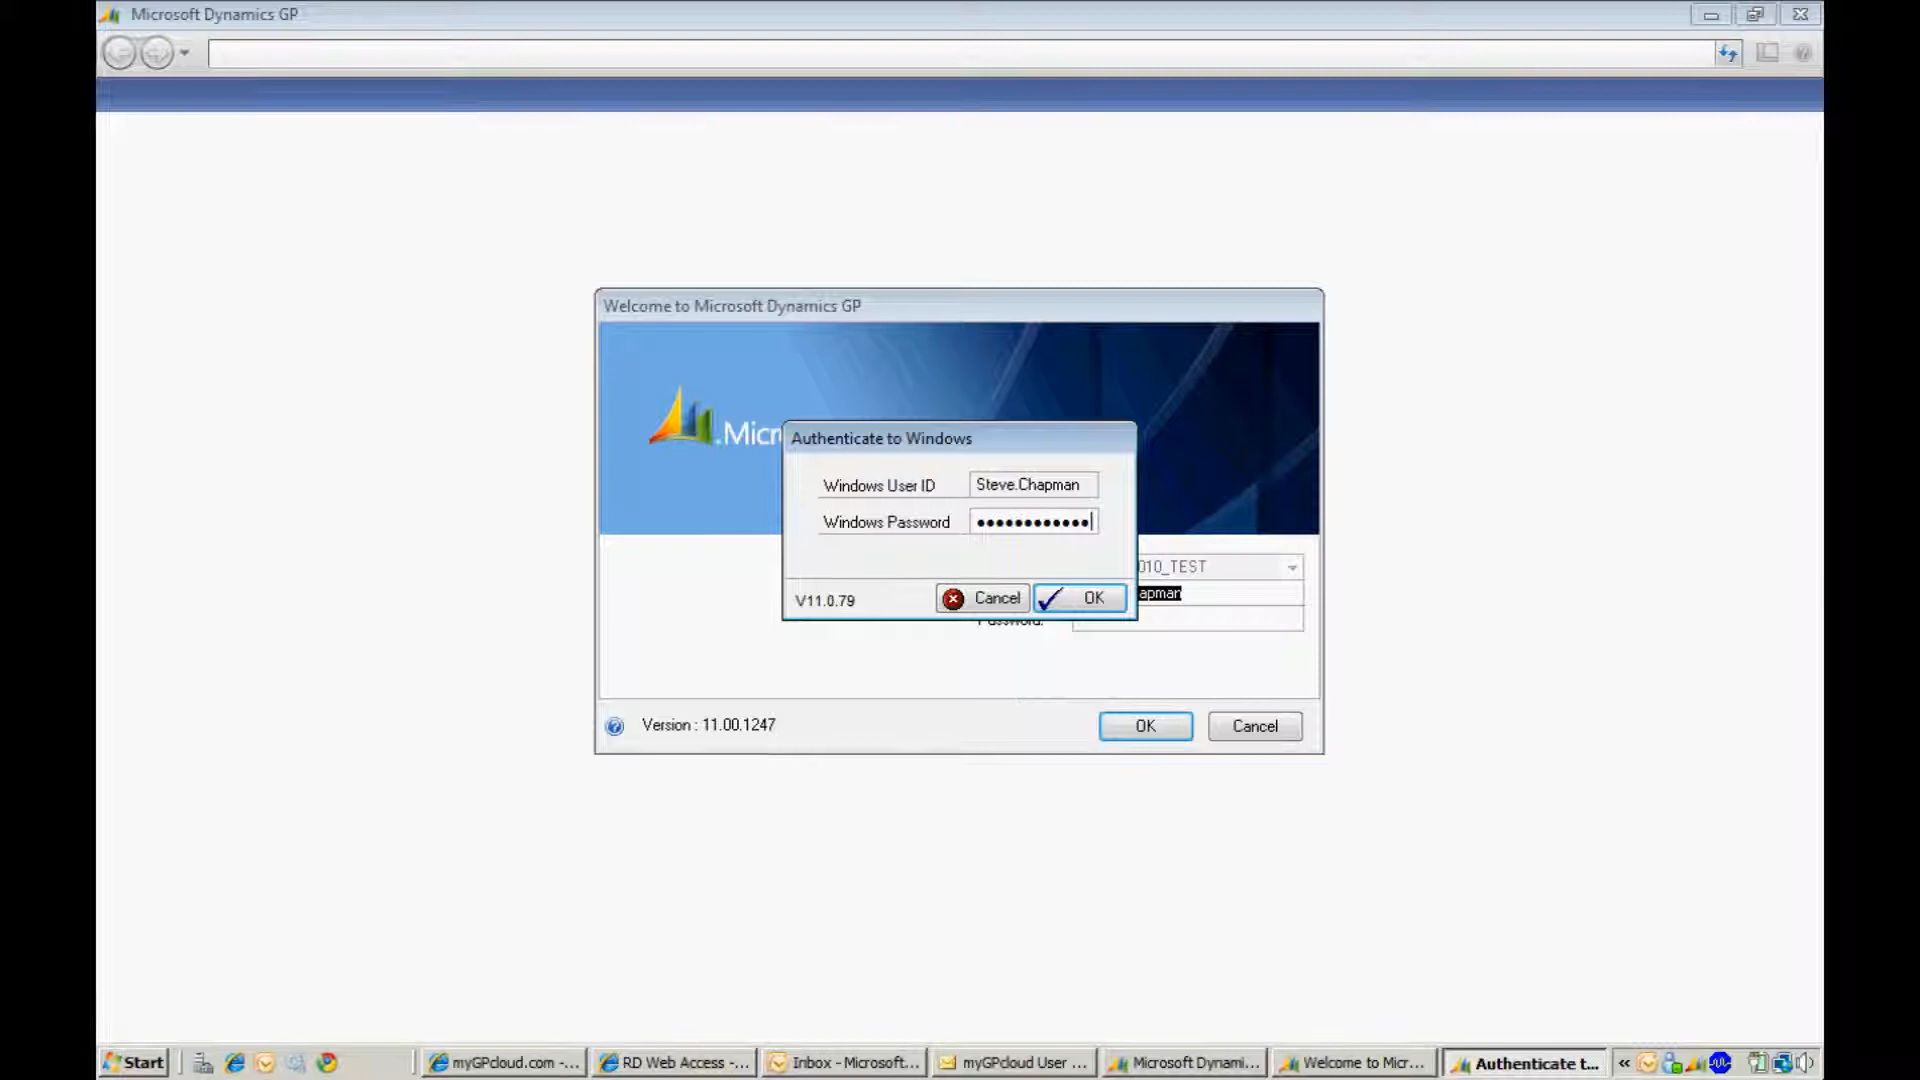 Microsoft Dynamics GP
Welcome to Microsoft Dynamics GP
.Micr
Authenticate to Windows
Windows User ID
Steve.Chapman
Windows Password
●●●●●●●●●●●●
V11.0.79
Cancel
OK
010_TEST
apman
Password:
Version : 11.00.1247
OK
Cancel
Start
myGPcloud.com -...
RD Web Access -...
Inbox - Microsoft...
myGPcloud User ...
Microsoft Dynami...
Welcome to Micr...
Authenticate t...
«